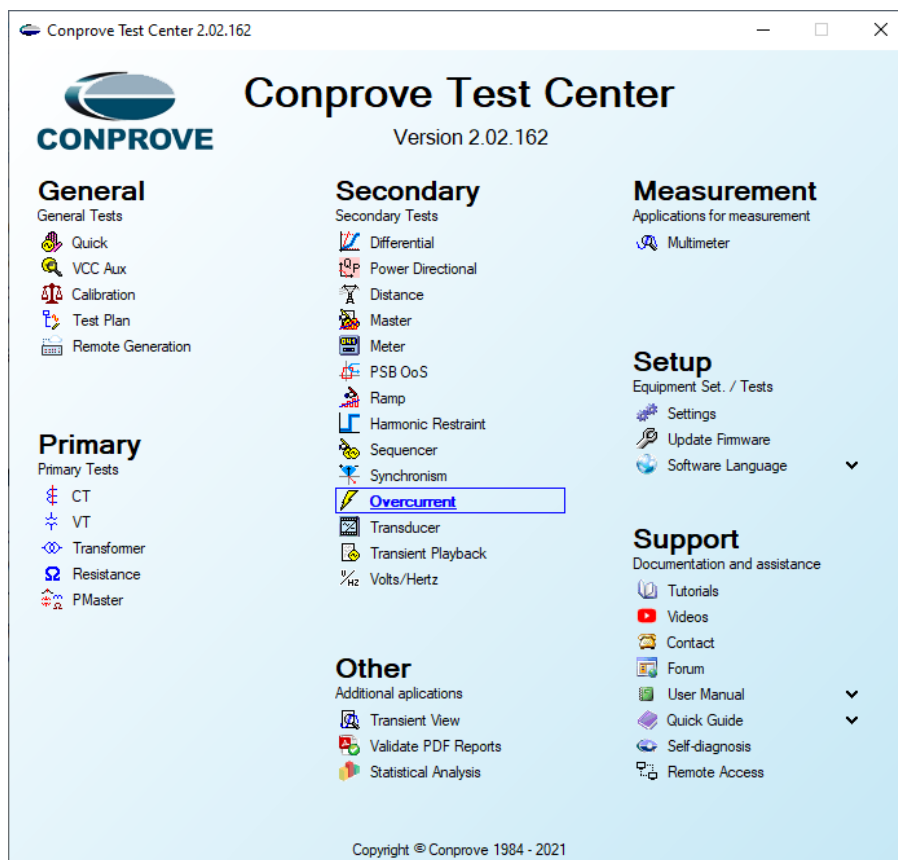 Conprove Test Center 2.02.162
CONPROVE
Conprove Test Center
Version 2.02.162
General
General Tests
Quick
VCC Aux
Calibration
Test Plan
Remote Generation
Primary
Primary Tests
CT
VT
Transformer
Resistance
PMaster
Secondary
Secondary Tests
Differential
Power Directional
Distance
Master
Meter
PSB OoS
Ramp
Harmonic Restraint
Sequencer
Synchronism
Overcurrent
Transducer
Transient Playback
Volts/Hertz
Other
Additional aplications
Transient View
Validate PDF Reports
Statistical Analysis
Measurement
Applications for measurement
Multimeter
Setup
Equipment Set. / Tests
Settings
Update Firmware
Software Language
Support
Documentation and assistance
Tutorials
Videos
Contact
Forum
User Manual
Quick Guide
Self-diagnosis
Remote Access
Copyright © Conprove 1984 - 2021